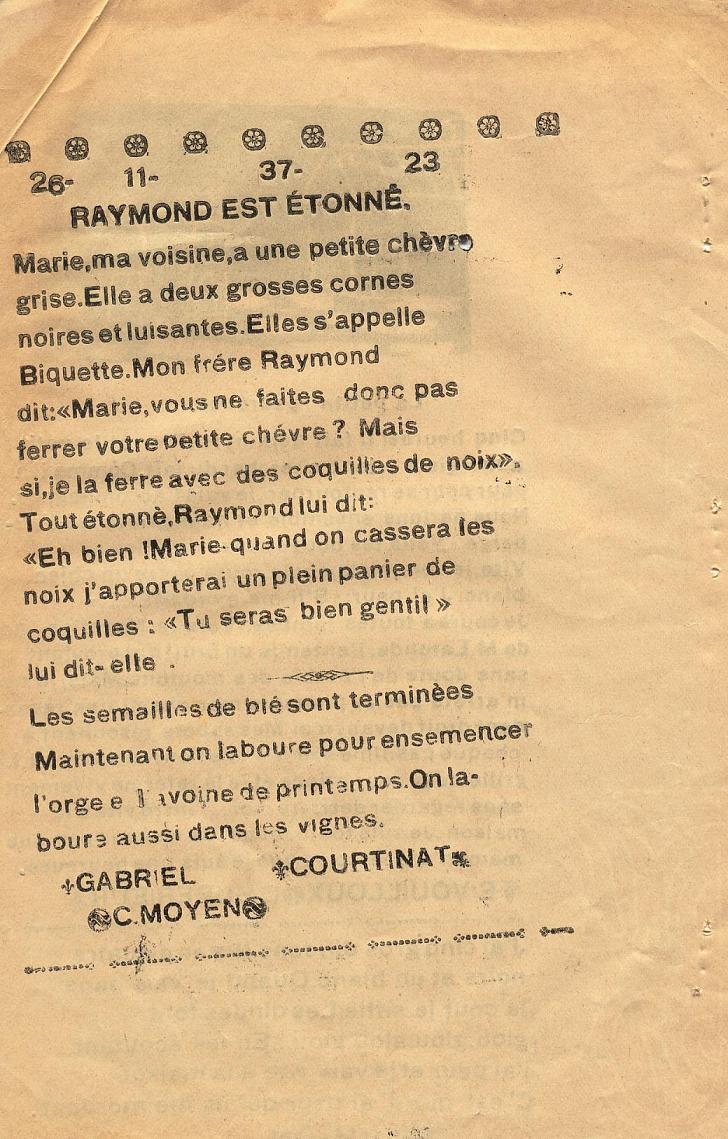 26- 11- 37- 23
RAYMOND EST ÉTONNÊ.
Marie,ma voisine,a une petite chèvre
grise.Elle a deux grosses cornes
noires et luisantes.Elles s'appelle
Biquette.Mon frére Raymond
dit:«Marie,vous ne faites donc pas
ferrer votre petite chévre ? Mais
si,je la ferre avec des coquilles de noix».
Tout étonnè,Raymond lui dit:
«Eh bien !Marie quand on cassera les
noix j'apporterai un plein panier de
coquilles : «Tu seras bien gentil »
lui dit-elle .
Les semailles de blé sont terminèes
Maintenant on laboure pour ensemencer
l'orge e l'avoine de printemps.On la-
boure aussi dans les vignes.
GABRIEL COURTINAT
C.MOYEN